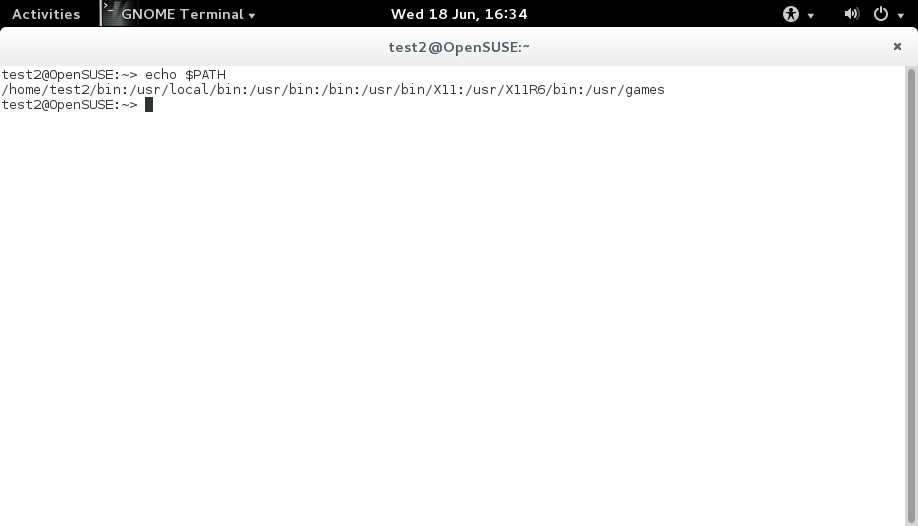 Activities GNOME Terminal Wed 18 Jun, 16:34
test2@OpenSUSE:~
test2@OpenSUSE:~> echo $PATH
/home/test2/bin:/usr/local/bin:/usr/bin:/bin:/usr/bin/X11:/usr/X11R6/bin:/usr/games
test2@OpenSUSE:~>